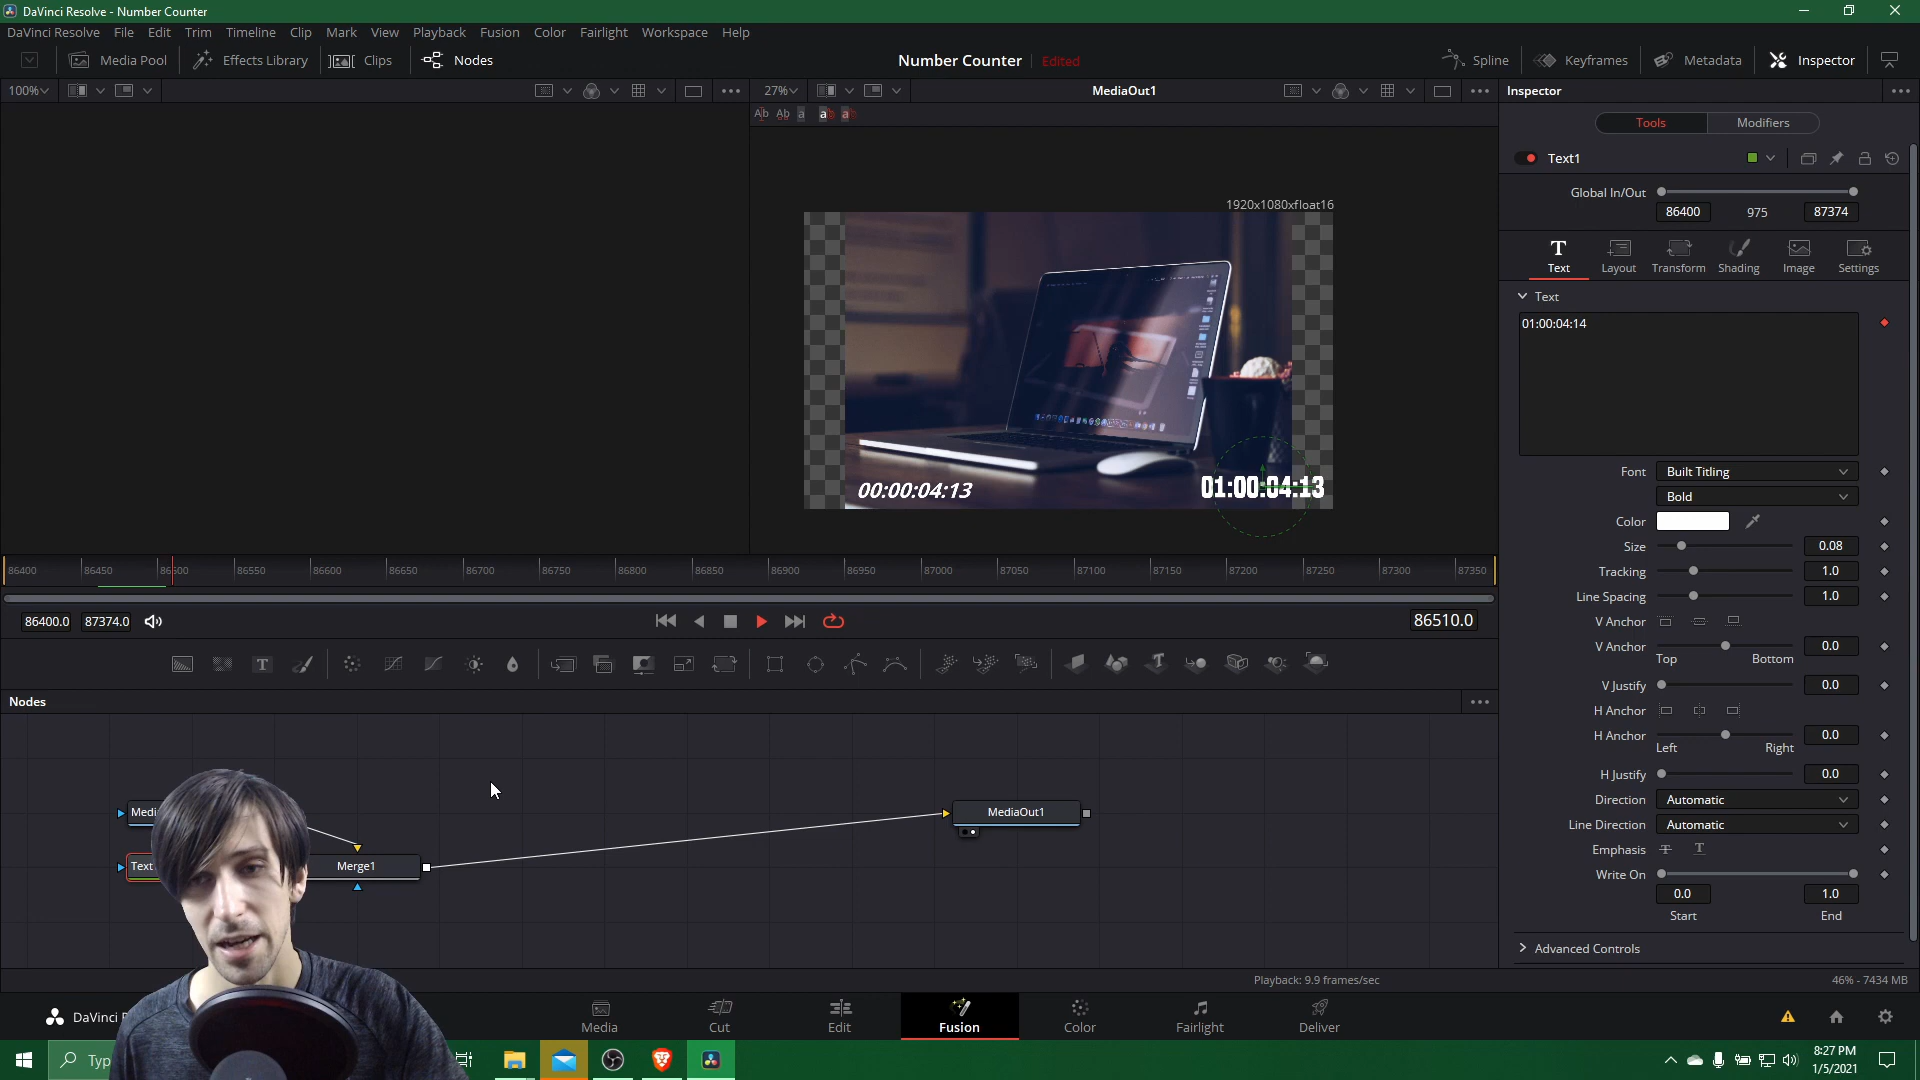 DaVinci Resolve - Number Counter
DaVinci Resolve File Edit Trim Timeline Clip Mark View Playback Fusion Color Fairlight Workspace Help
Media Pool Effects Library Clips Nodes Number Counter Edited Spline Keyframes Metadata Inspector
100% 27% MediaOut1 Inspector
Ab Ab a a a
Tools Modifiers
Text1
Global In/Out
86400 975 87374
1920x1080xfloat16
Text Layout Transform Shading Image Settings
Text
01:00:04:14
00:00:04:13 01:00:04:13
Font Built Titling
Bold
Color
Size 0.08
Tracking 1.0
Line Spacing 1.0
V Anchor
V Anchor 0.0
Top Bottom
V Justify 0.0
H Anchor
H Anchor 0.0
Left Right
H Justify 0.0
Direction Automatic
Line Direction Automatic
Emphasis
Write On
0.0 1.0
Start End
Advanced Controls
86400 86450 86500 86550 86600 86650 86700 86750 86800 86850 86900 86950 87000 87050 87100 87150 87200 87250 87300 87350
86400.0 87374.0 86510.0
Nodes
Medi
MediaOut1
Text
Merge1
Playback: 9.9 frames/sec 46% - 7434 MB
DaVinci Media Cut Edit Fusion Color Fairlight Deliver
Typ
8:27 PM
1/5/2021